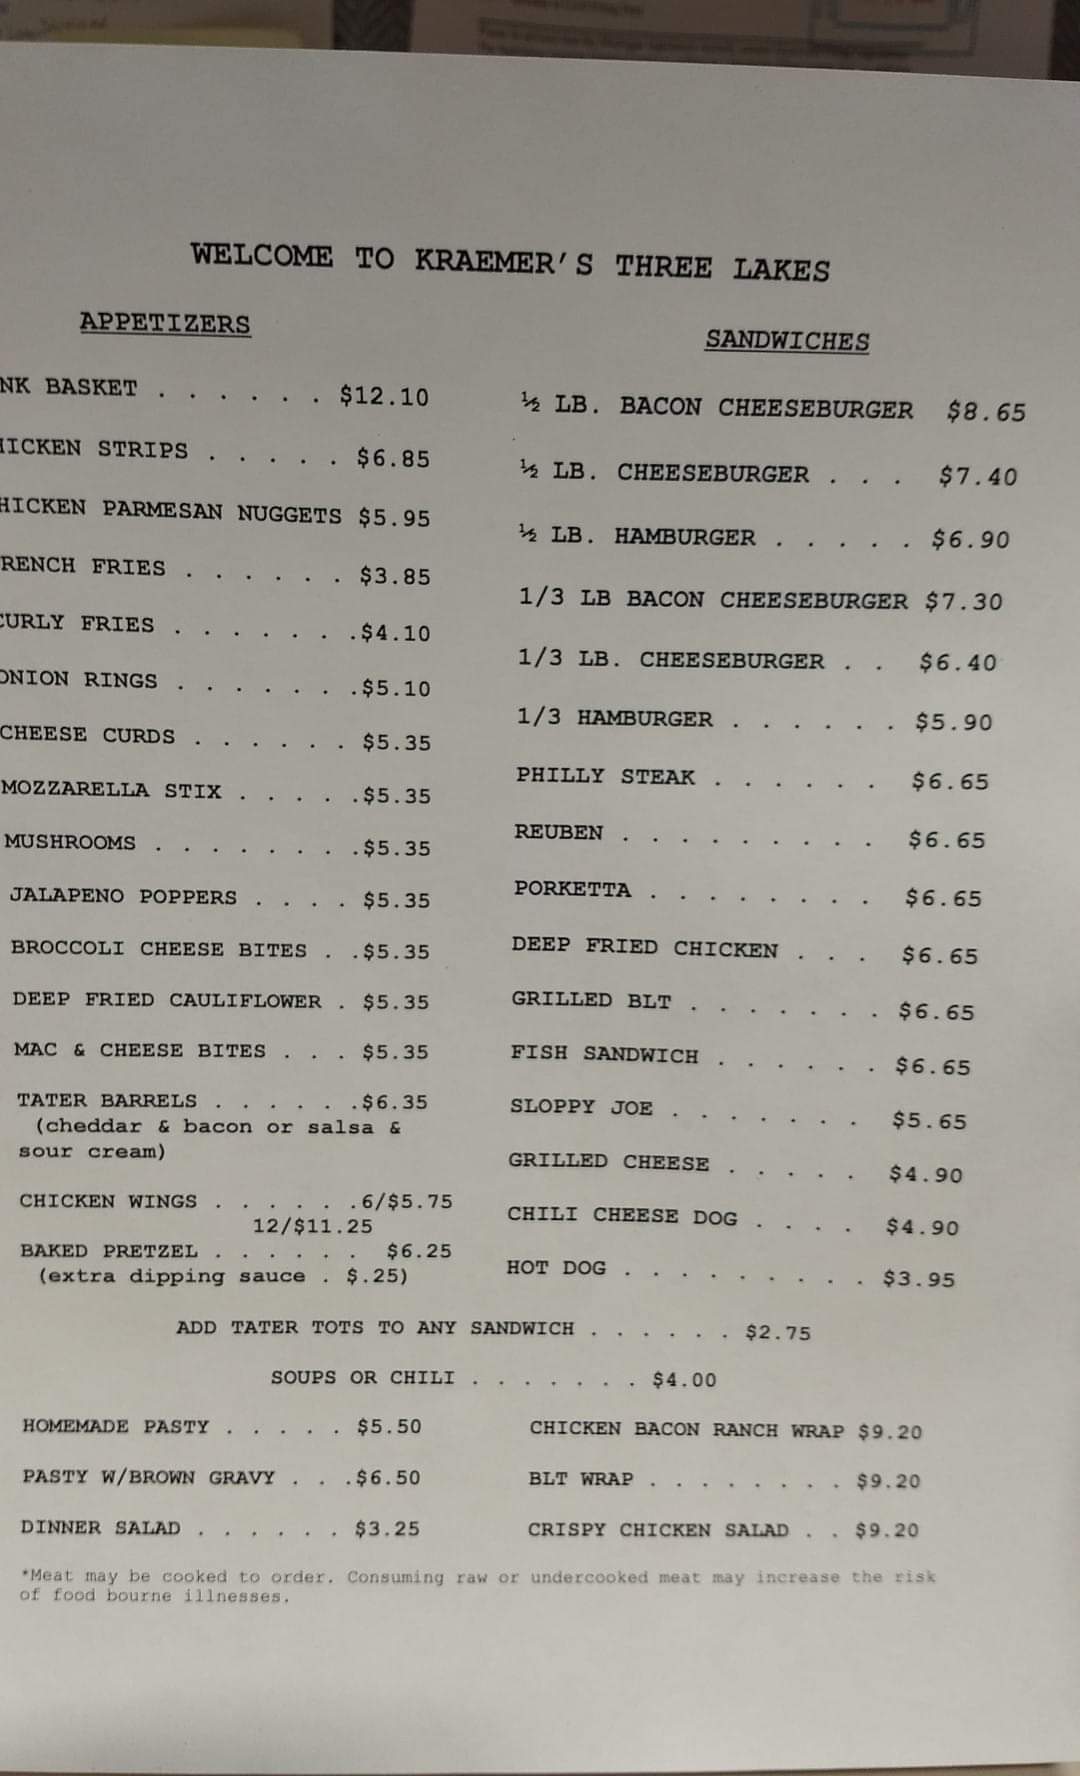 WELCOME TO KRAEMER'S THREE LAKES
APPETIZERS
NK BASKET . . . . . . $12.10
HICKEN STRIPS . . . . . $6.85
HICKEN PARMESAN NUGGETS $5.95
RENCH FRIES . . . . . . $3.85
CURLY FRIES . . . . . . .$4.10
ONION RINGS . . . . . . .$5.10
CHEESE CURDS . . . . . . $5.35
MOZZARELLA STIX . . . . .$5.35
MUSHROOMS . . . . . . . .$5.35
JALAPENO POPPERS . . . . $5.35
BROCCOLI CHEESE BITES . .$5.35
DEEP FRIED CAULIFLOWER . $5.35
MAC & CHEESE BITES . . . $5.35
TATER BARRELS . . . . . .$6.35
(cheddar & bacon or salsa &
sour cream)
CHICKEN WINGS . . . . . .6/$5.75
12/$11.25
BAKED PRETZEL . . . . . . $6.25
(extra dipping sauce . $.25)
SANDWICHES
½ LB. BACON CHEESEBURGER $8.65
½ LB. CHEESEBURGER . . . $7.40
½ LB. HAMBURGER . . . . . $6.90
1/3 LB BACON CHEESEBURGER $7.30
1/3 LB. CHEESEBURGER . . $6.40
1/3 HAMBURGER . . . . . . $5.90
PHILLY STEAK . . . . . . $6.65
REUBEN . . . . . . . . . $6.65
PORKETTA . . . . . . . . $6.65
DEEP FRIED CHICKEN . . . $6.65
GRILLED BLT . . . . . . . $6.65
FISH SANDWICH . . . . . . $6.65
SLOPPY JOE . . . . . . . $5.65
GRILLED CHEESE . . . . . $4.90
CHILI CHEESE DOG . . . . $4.90
HOT DOG . . . . . . . . . $3.95
ADD TATER TOTS TO ANY SANDWICH . . . . . . $2.75
SOUPS OR CHILI . . . . . . . $4.00
HOMEMADE PASTY . . . . . $5.50
PASTY W/BROWN GRAVY . . .$6.50
DINNER SALAD . . . . . . $3.25
CHICKEN BACON RANCH WRAP $9.20
BLT WRAP . . . . . . . . $9.20
CRISPY CHICKEN SALAD . . $9.20
*Meat may be cooked to order. Consuming raw or undercooked meat may increase the risk
of food bourne illnesses.